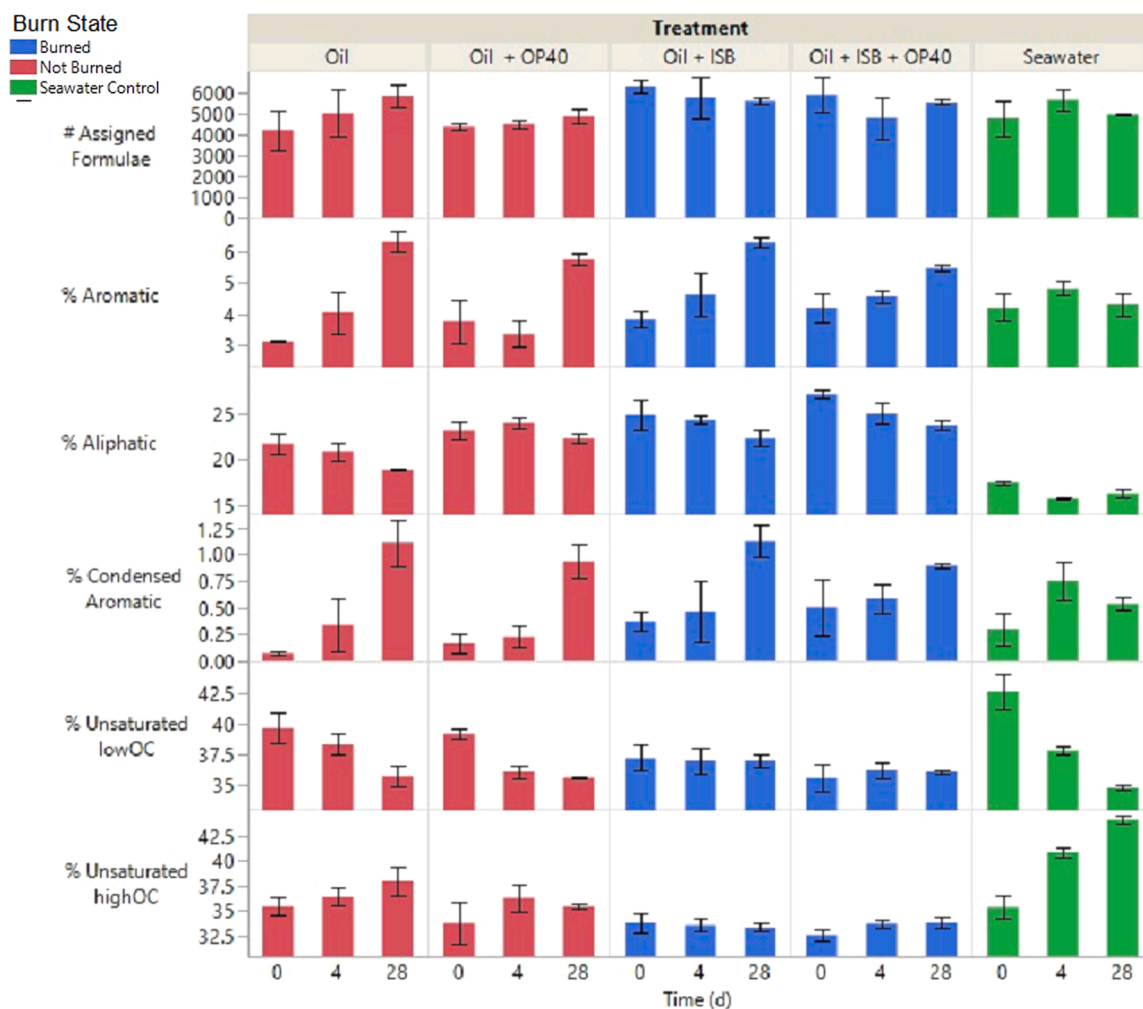 Burn State
Burned
Not Burned
Seawater Control
Treatment
Oil
Oil + OP40
Oil + ISB
Oil + ISB + OP40
Seawater
# Assigned
Formulae
6000
5000
4000
3000
2000
1000
0
% Aromatic
6
5
4
3
% Aliphatic
25
20
15
% Condensed
Aromatic
1.25
1.00
0.75
0.50
0.25
0.00
% Unsaturated
lowOC
42.5
40
37.5
35
% Unsaturated
highOC
42.5
40
37.5
35
32.5
0 4 28 0 4 28 0 4 28 0 4 28 0 4 28
Time (d)